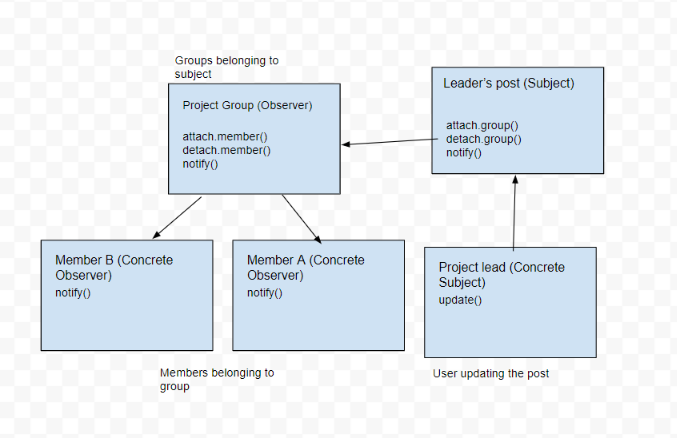 Groups belonging to
subject
Project Group (Observer)
attach.member()
detach.member()
notify()
Leader's post (Subject)
attach.group()
detach.group()
notify()
Member B (Concrete
Observer)
notify()
Member A (Concrete
Observer)
notify()
Project lead (Concrete
Subject)
update()
Members belonging to
group
User updating the post